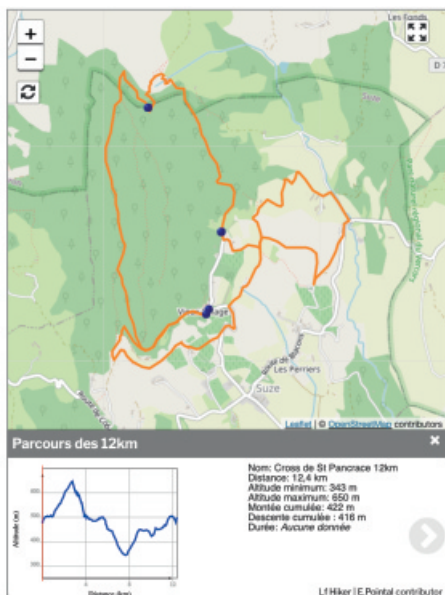 +
Les Fonds
−
Suze
Les Perriers
Leaflet | © OpenStreetMap contributors
Parcours des 12km
×
Nom: Cross de St Pancrace 12km
Distance: 12,4 km
Altitude minimum: 343 m
Altitude maximum: 650 m
Montée cumulée: 422 m
Descente cumulée : 416 m
Durée: Aucune donnée
Altitude (m)
Distance (km)
Lf Hiker | E.Pointal contributor